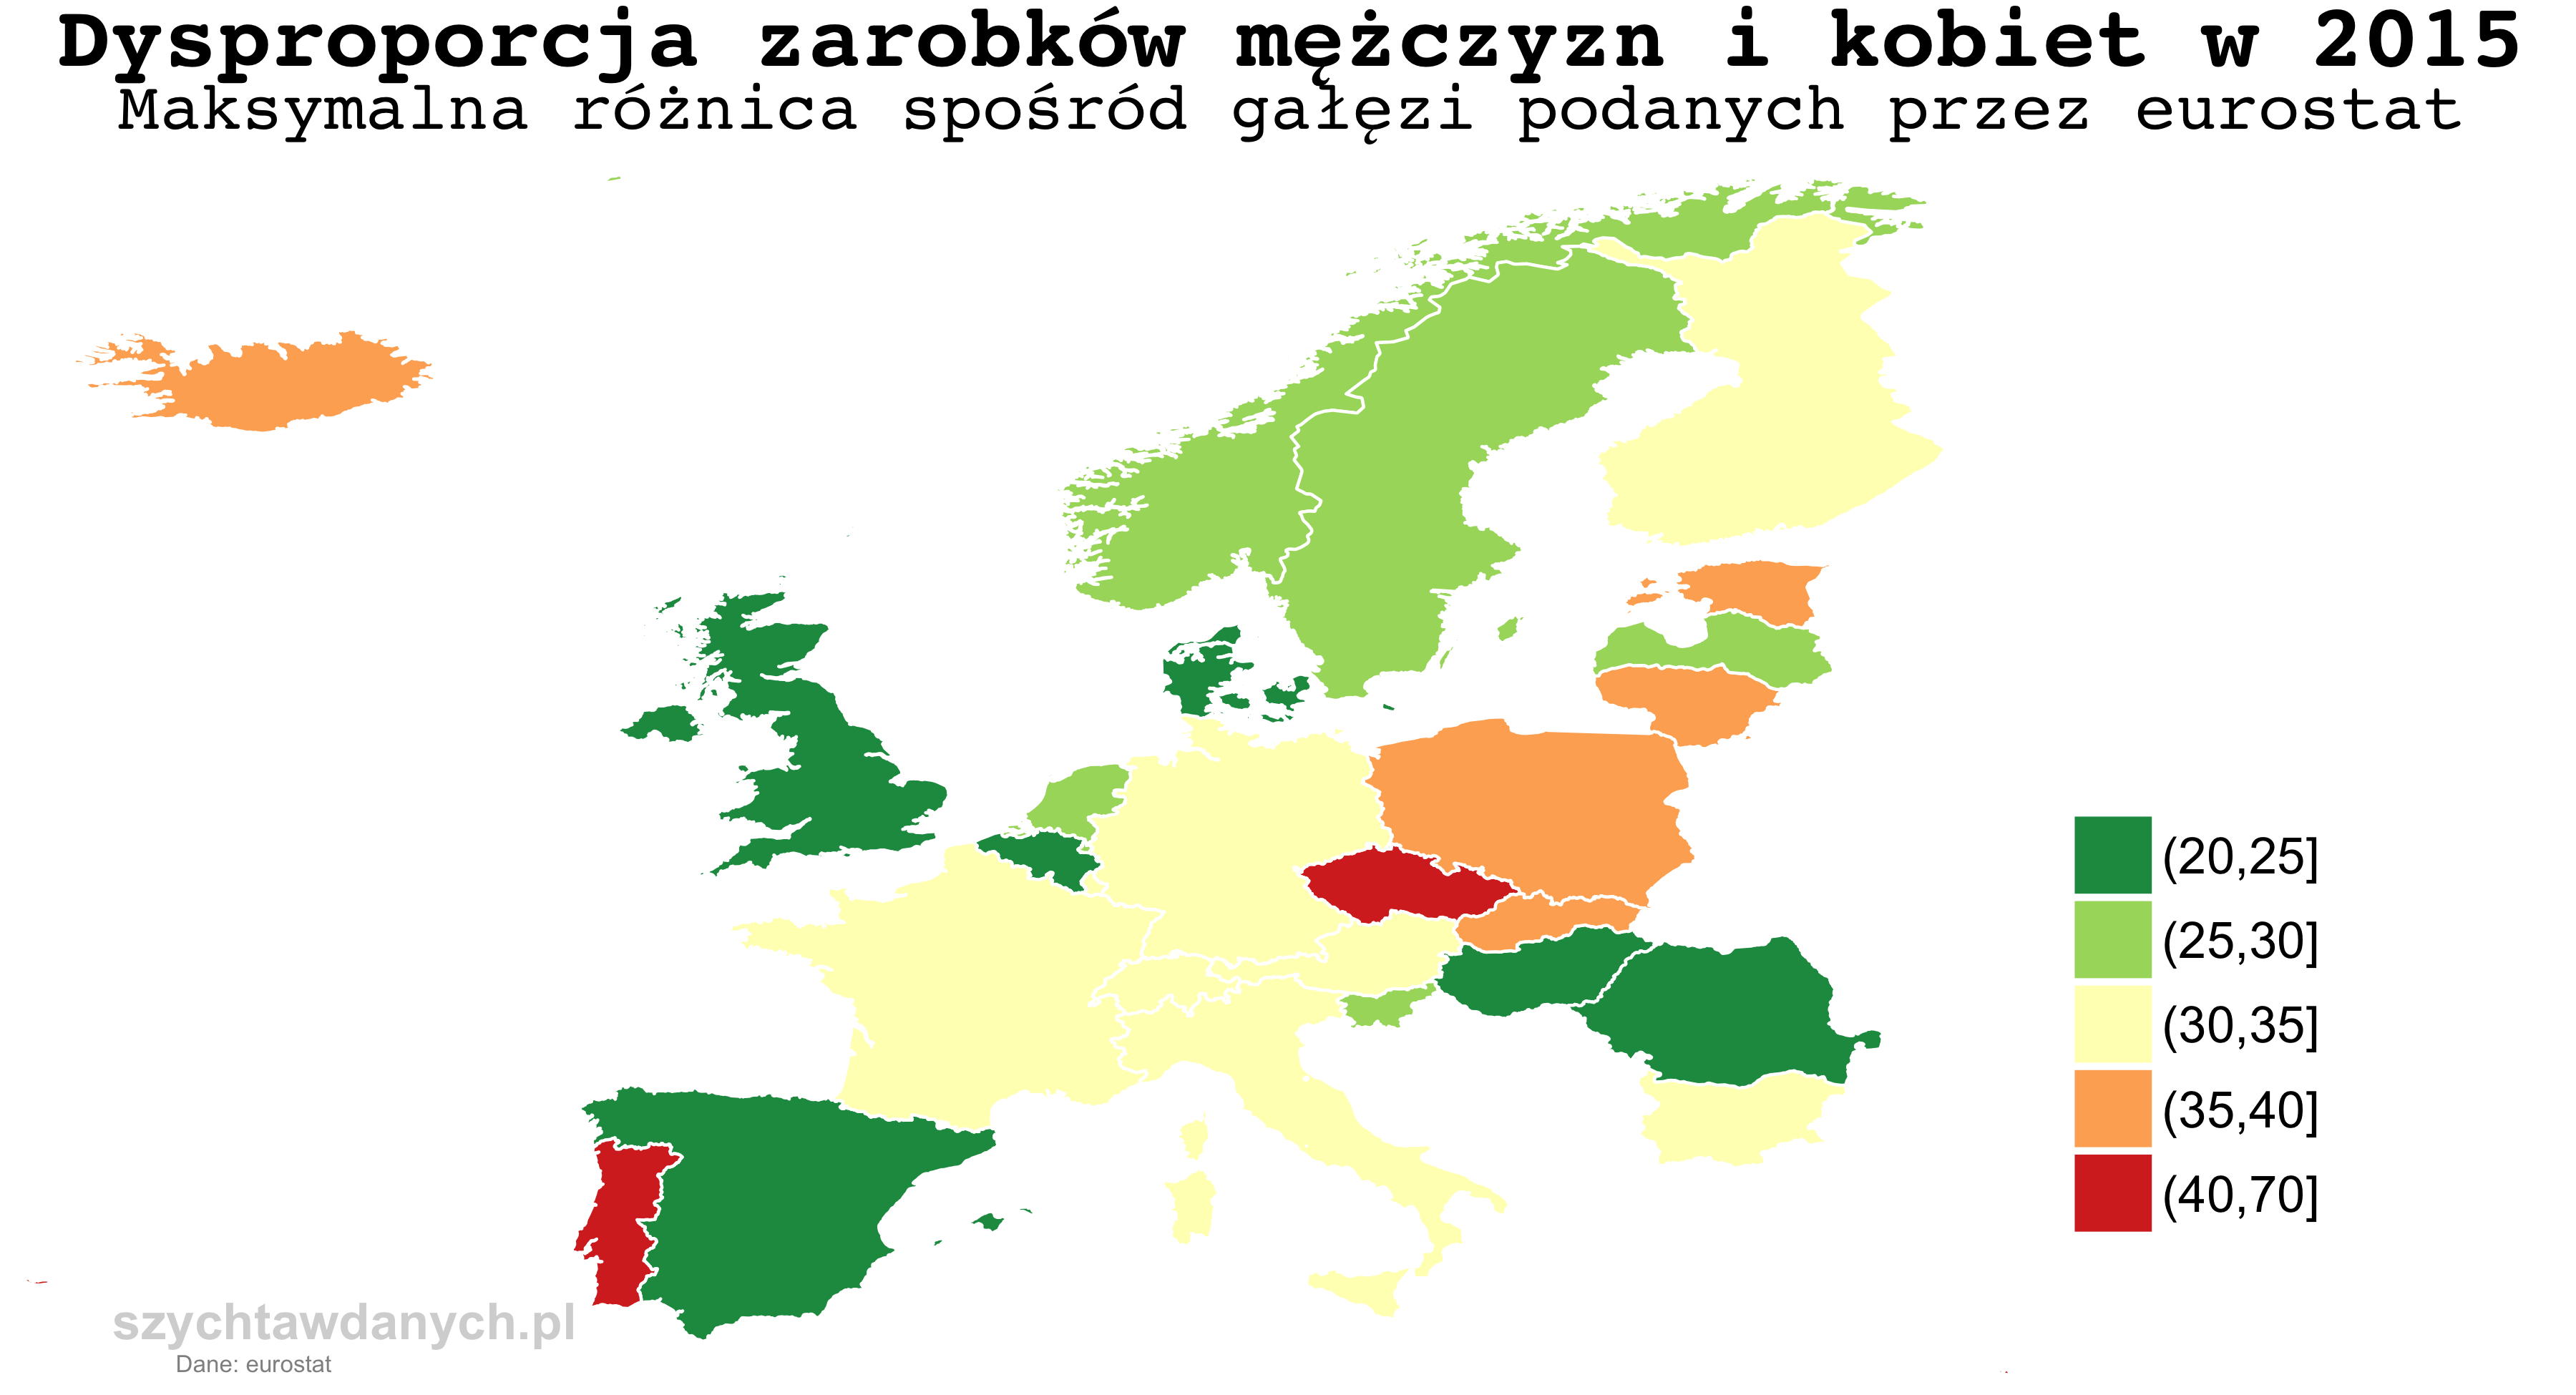 Dysproporcja zarobków mężczyzn i kobiet w 2015
Maksymalna różnica spośród gałęzi podanych przez eurostat
(20,25]
(25,30]
(30,35]
(35,40]
(40,70]
szychtawdanych.pl
Dane: eurostat